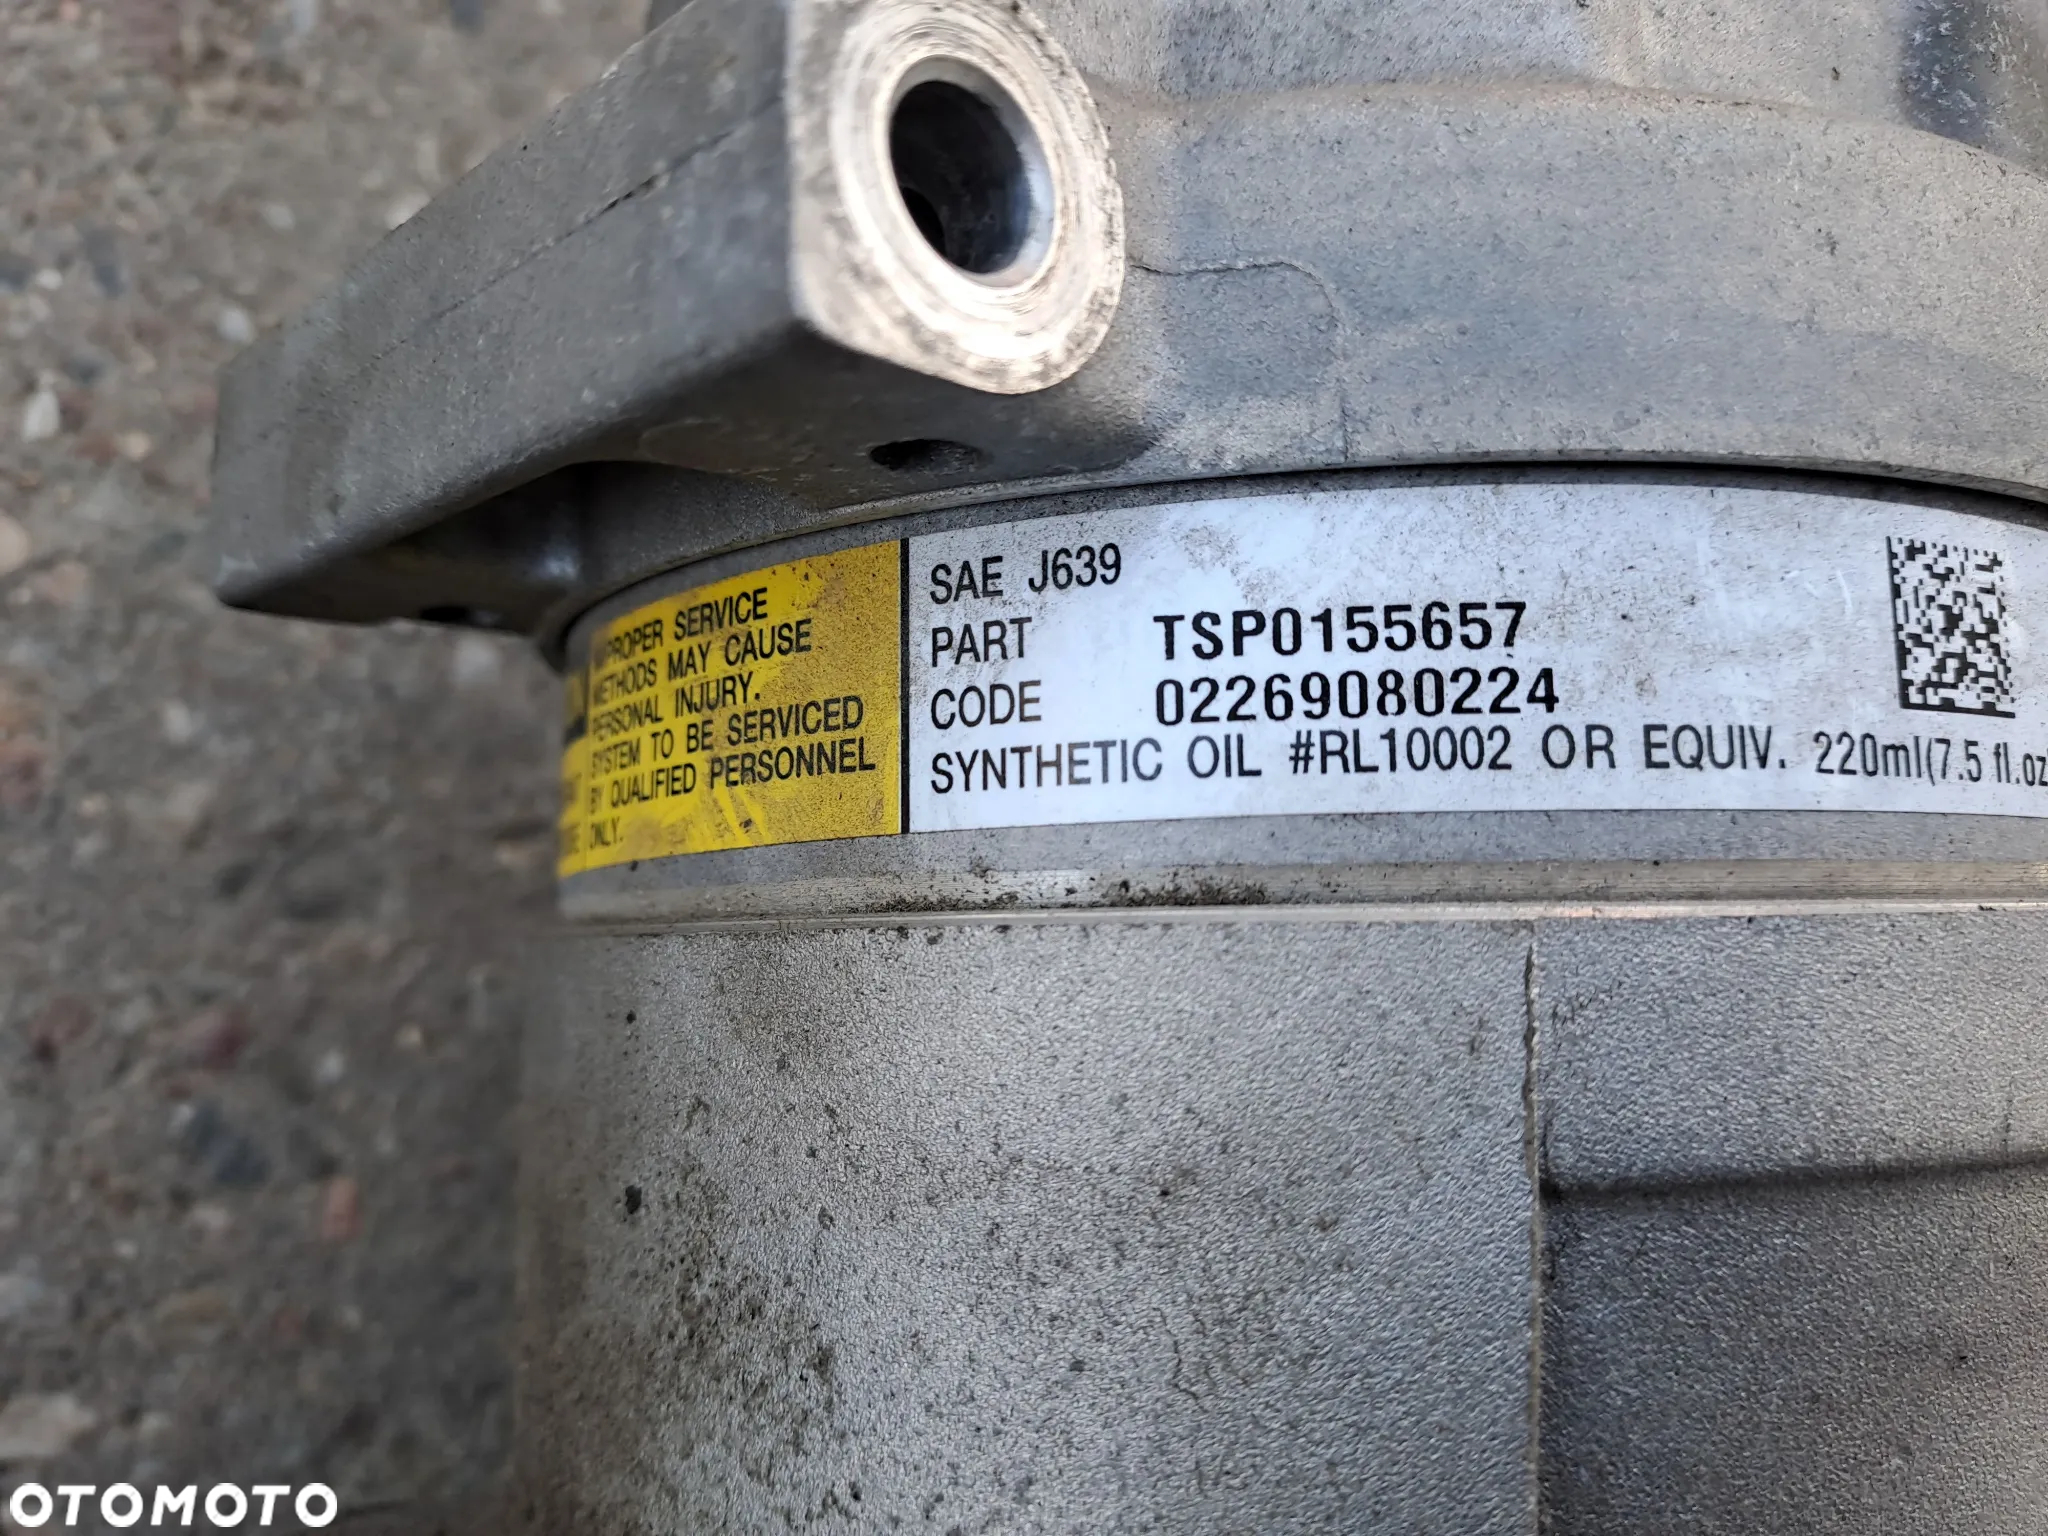 IMPROPER SERVICE
METHODS MAY CAUSE
PERSONAL INJURY.
SYSTEM TO BE SERVICED
BY QUALIFIED PERSONNEL
ONLY.
SAE J639
PART TSP0155657
CODE 02269080224
SYNTHETIC OIL #RL10002 OR EQUIV. 220ml(7.5 fl.oz
OTOMOTO